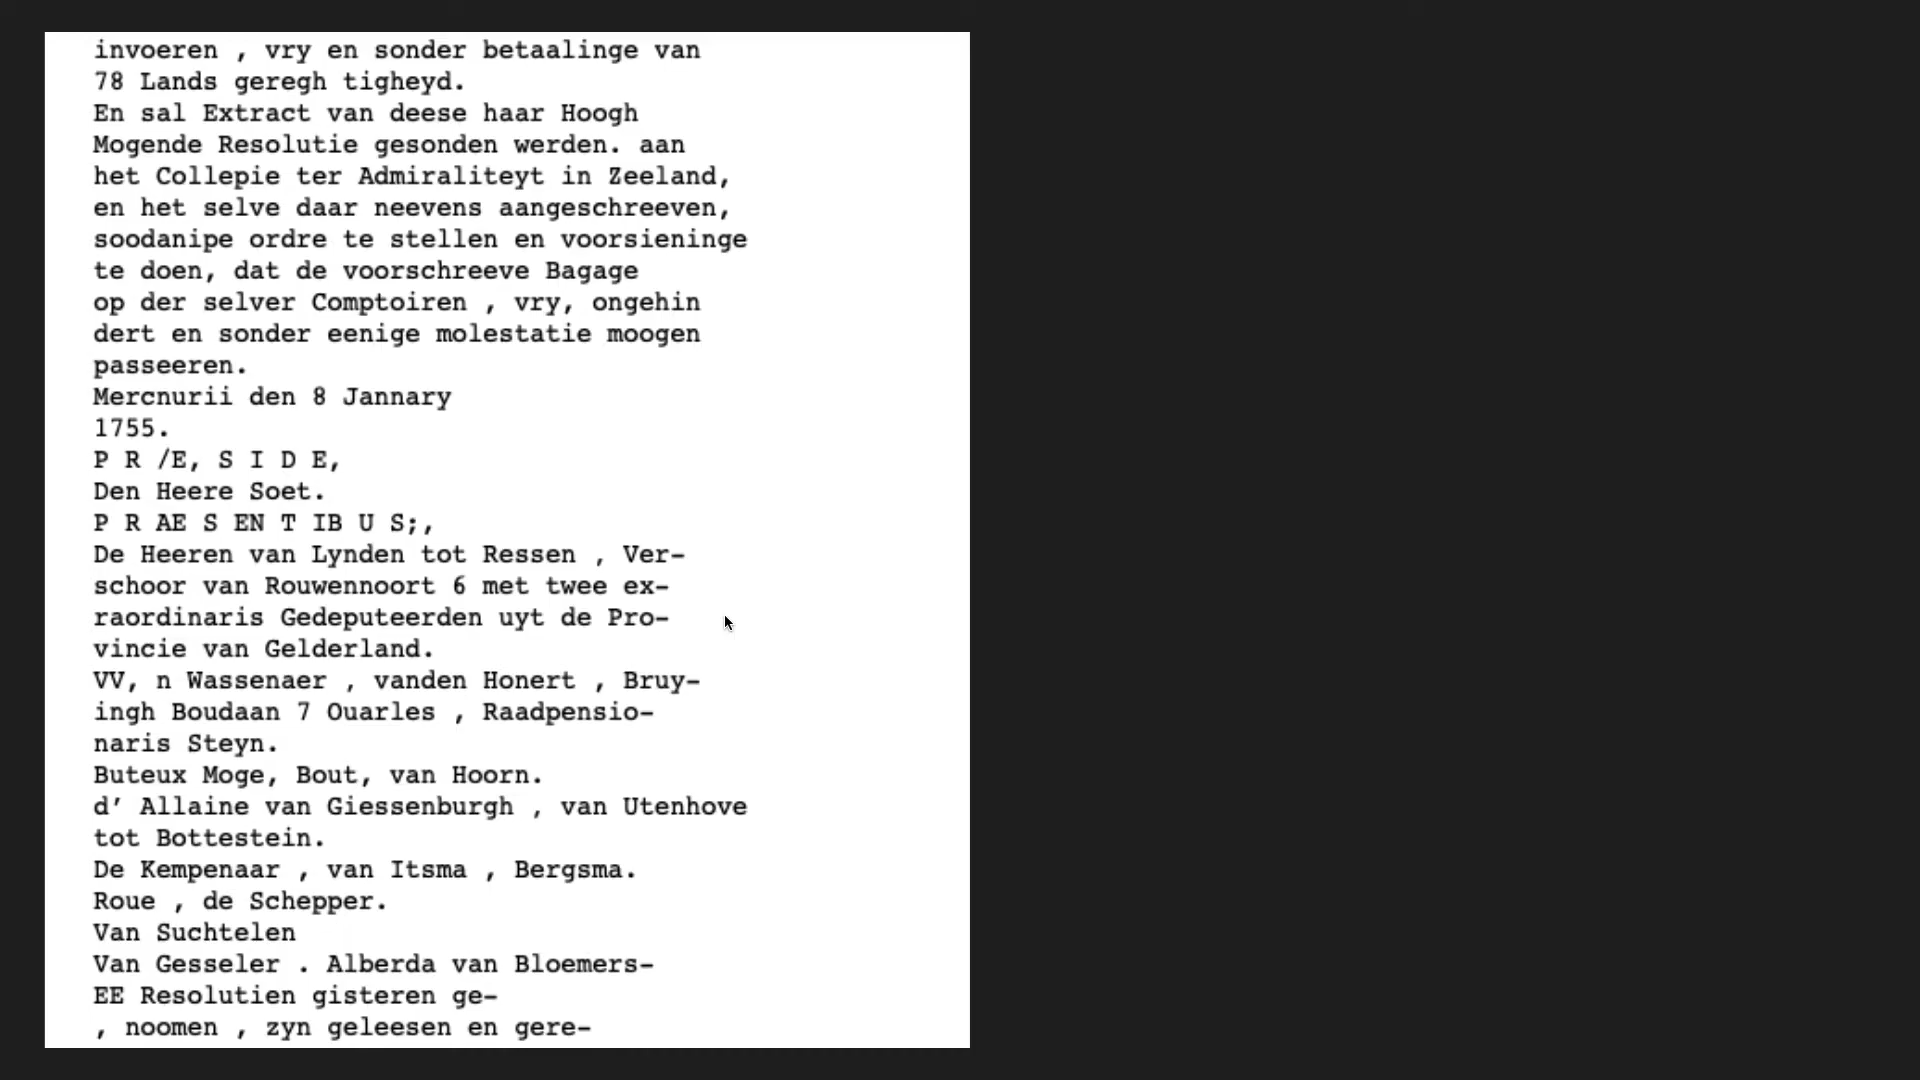 invoeren , vry en sonder betaalinge van
78 Lands geregh tigheyd.
En sal Extract van deese haar Hoogh
Mogende Resolutie gesonden werden. aan
het Collepie ter Admiraliteyt in Zeeland,
en het selve daar neevens aangeschreeven,
soodanipe ordre te stellen en voorsieninge
te doen, dat de voorschreeve Bagage
op der selver Comptoiren , vry, ongehin
dert en sonder eenige molestatie moogen
passeeren.
Mercnurii den 8 Jannary
1755.
P R /E, S I D E,
Den Heere Soet.
P R AE S EN T IB U S;,
De Heeren van Lynden tot Ressen , Ver-
schoor van Rouwennoort 6 met twee ex-
raordinaris Gedeputeerden uyt de Pro-
vincie van Gelderland.
VV, n Wassenaer , vanden Honert , Bruy-
ingh Boudaan 7 Ouarles , Raadpensio-
naris Steyn.
Buteux Moge, Bout, van Hoorn.
d' Allaine van Giessenburgh , van Utenhove
tot Bottestein.
De Kempenaar , van Itsma , Bergsma.
Roue , de Schepper.
Van Suchtelen
Van Gesseler . Alberda van Bloemers-
EE Resolutien gisteren ge-
, noomen , zyn geleesen en gere-